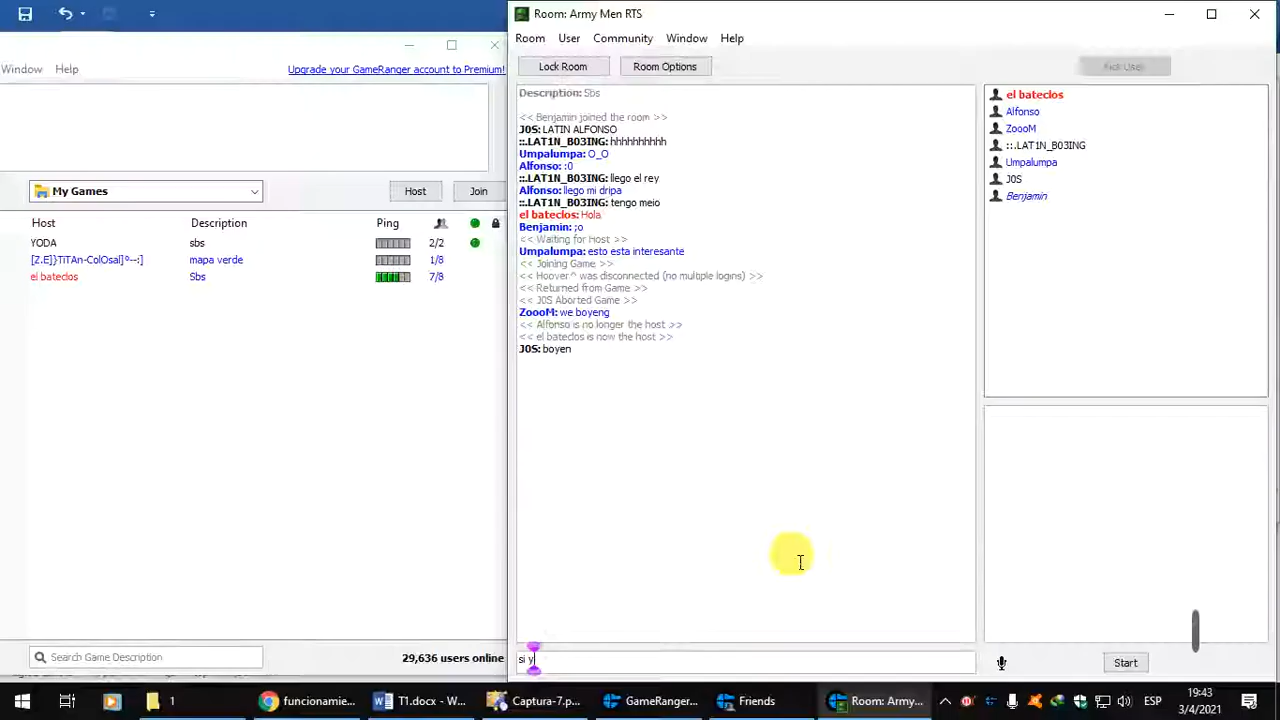 Room: Army Men RTS
Room User Community Window Help
Window Help
Upgrade your GameRanger account to Premium!
Lock Room
Room Options
Kick User
Description: Sbs
<< Benjamin joined the room >>
J0S: LATIN ALFONSO
::.LAT1N_B03ING: hhhhhhhhhh
Umpalumpa: O_O
Alfonso: :0
::.LAT1N_B03ING: llego el rey
Alfonso: llego mi dripa
::.LAT1N_B03ING: tengo meio
el bateclos: Hola
Benjamin: ;o
<< Waiting for Host >>
Umpalumpa: esto esta interesante
<< Joining Game >>
<< Hoover^ was disconnected (no multiple logins) >>
<< Returned from Game >>
<< J0S Aborted Game >>
ZoooM: we boyeng
<< Alfonso is no longer the host >>
<< el bateclos is now the host >>
J0S: boyen
el bateclos
Alfonso
ZoooM
::.LAT1N_B03ING
Umpalumpa
J0S
Benjamin
My Games
Host
Join
Host Description Ping
YODA sbs 2/2
[Z.E]}TiTAn-ColOsal]º--:] mapa verde 1/8
el bateclos Sbs 7/8
Search Game Description
29,636 users online
si y
Start
1
funcionamie...
T1.docx - W...
Captura-7.p...
GameRanger...
Friends
Room: Army...
ESP
19:43
3/4/2021